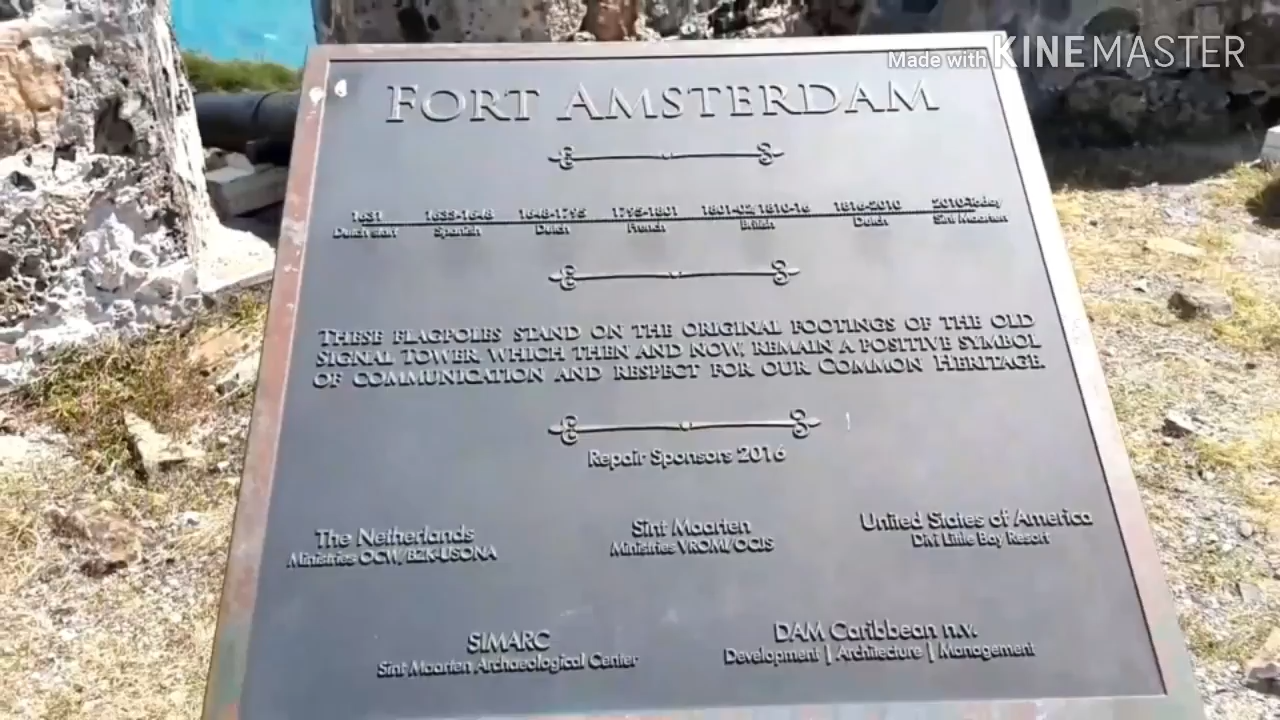 Made with KINEMASTER
FORT AMSTERDAM
1631 1633-1648 1648-1795 1795-1801 1801-02/1810-16 1816-2010 2010-today
Dutch start Spanish Dutch French British Dutch Sint Maarten
THESE FLAGPOLES STAND ON THE ORIGINAL FOOTINGS OF THE OLD
SIGNAL TOWER, WHICH THEN AND NOW, REMAIN A POSITIVE SYMBOL
OF COMMUNICATION AND RESPECT FOR OUR COMMON HERITAGE.
Repair Sponsors 2016
The Netherlands
Ministries OCW/BZK-USONA
Sint Maarten
Ministries VROMI/OCJS
United States of America
Divi Little Bay Resort
SIMARC
Sint Maarten Archaeological Center
DAM Caribbean n.v.
Development | Architecture | Management